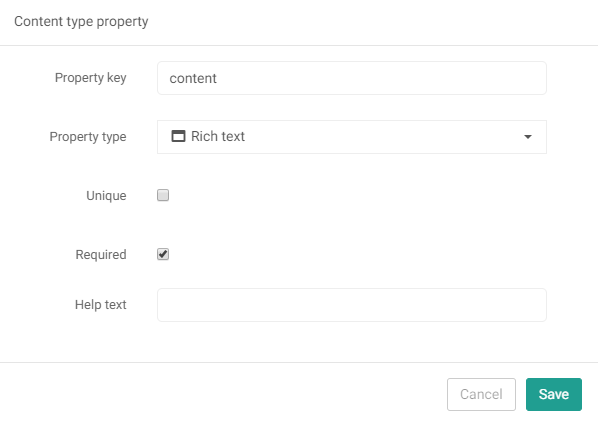 Content type property
Property key
content
Property type
Rich text
Unique
Required
Help text
Cancel
Save